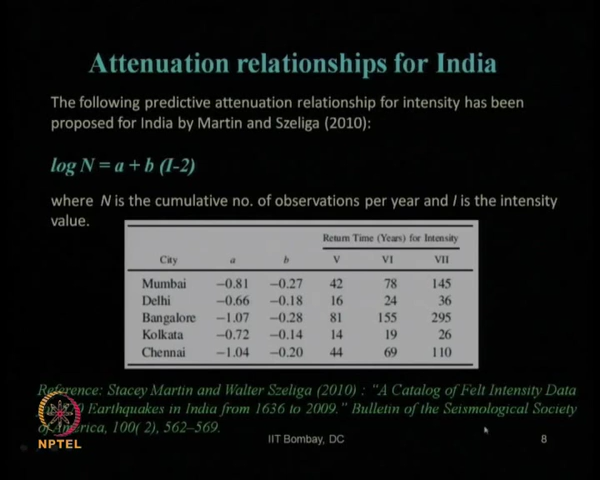 Attenuation relationships for India
The following predictive attenuation relationship for intensity has been
proposed for India by Martin and Szeliga (2010):
log N = a + b (I-2)
where N is the cumulative no. of observations per year and I is the intensity
value.
Return Time (Years) for Intensity
City a b V VI VII
Mumbai −0.81 −0.27 42 78 145
Delhi −0.66 −0.18 16 24 36
Bangalore −1.07 −0.28 81 155 295
Kolkata −0.72 −0.14 14 19 26
Chennai −1.04 −0.20 44 69 110
Reference: Stacey Martin and Walter Szeliga (2010) : "A Catalog of Felt Intensity Data
Earthquakes in India from 1636 to 2009." Bulletin of the Seismological Society
of America, 100( 2), 562–569.
NPTEL
IIT Bombay, DC
8